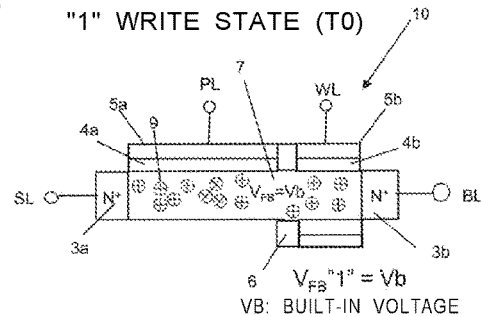 "1" WRITE STATE (T0)
10
PL 7 WL
5a 5b
4a 9 4b
SL N+ VFB=Vb N+ BL
3a 6 3b
VFB"1" = Vb
VB: BUILT-IN VOLTAGE